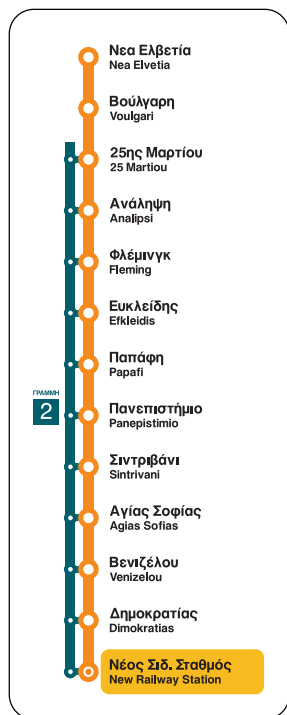 Νεα Ελβετία
Nea Elvetia
Βούλγαρη
Voulgari
25ης Μαρτίου
25 Martiou
Ανάληψη
Analipsi
Φλέμινγκ
Fleming
Ευκλείδης
Efkleidis
Παπάφη
Papafi
ΓΡΑΜΜΗ
2
Πανεπιστήμιο
Panepistimio
Σιντριβάνι
Sintrivani
Αγίας Σοφίας
Agias Sofias
Βενιζέλου
Venizelou
Δημοκρατίας
Dimokratias
Νέος Σιδ. Σταθμός
New Railway Station